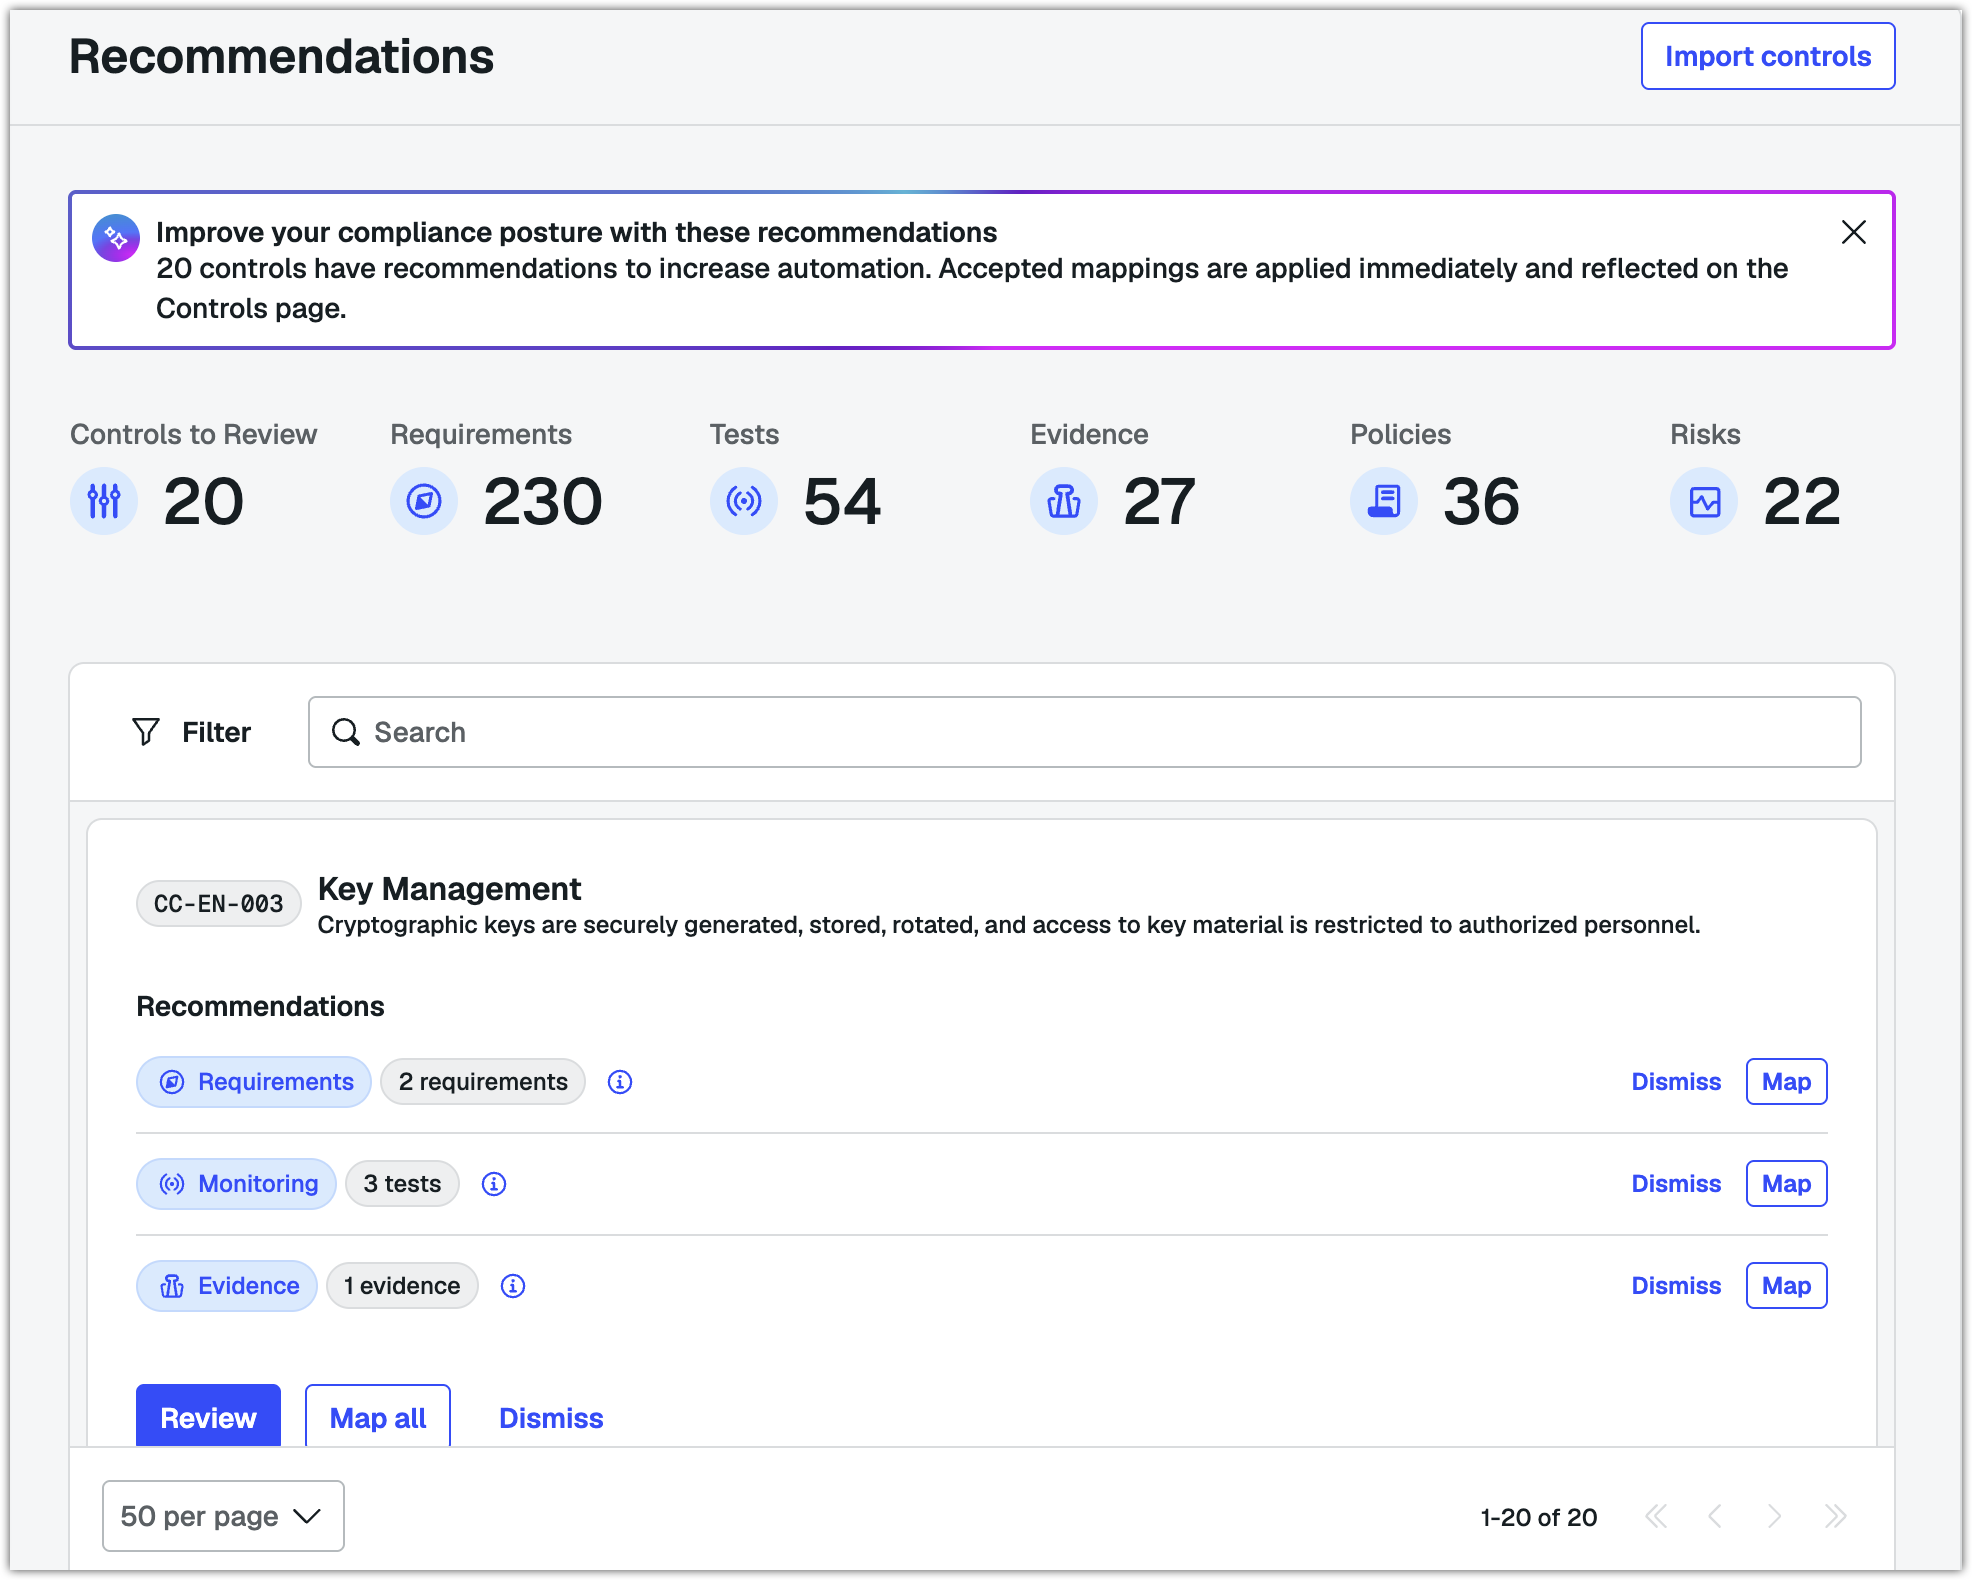 Recommendations
Import controls
Improve your compliance posture with these recommendations
20 controls have recommendations to increase automation. Accepted mappings are applied immediately and reflected on the
Controls page.
Controls to Review
Requirements
Tests
Evidence
Policies
Risks
20
230
54
27
36
22
Filter
Search
CC-EN-003
Key Management
Cryptographic keys are securely generated, stored, rotated, and access to key material is restricted to authorized personnel.
Recommendations
Requirements 2 requirements Dismiss Map
Monitoring 3 tests Dismiss Map
Evidence 1 evidence Dismiss Map
Review Map all Dismiss
50 per page
1-20 of 20